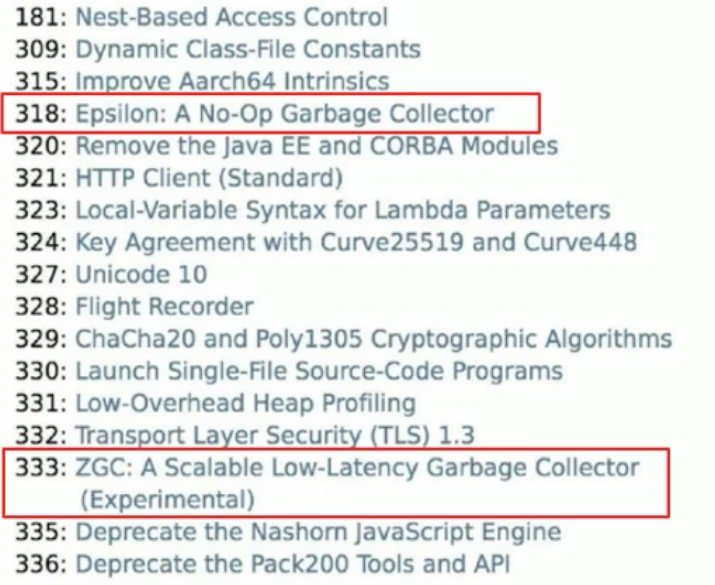 181: Nest-Based Access Control
309: Dynamic Class-File Constants
315: Improve Aarch64 Intrinsics
318: Epsilon: A No-Op Garbage Collector
320: Remove the Java EE and CORBA Modules
321: HTTP Client (Standard)
323: Local-Variable Syntax for Lambda Parameters
324: Key Agreement with Curve25519 and Curve448
327: Unicode 10
328: Flight Recorder
329: ChaCha20 and Poly1305 Cryptographic Algorithms
330: Launch Single-File Source-Code Programs
331: Low-Overhead Heap Profiling
332: Transport Layer Security (TLS) 1.3
333: ZGC: A Scalable Low-Latency Garbage Collector
(Experimental)
335: Deprecate the Nashorn JavaScript Engine
336: Deprecate the Pack200 Tools and API